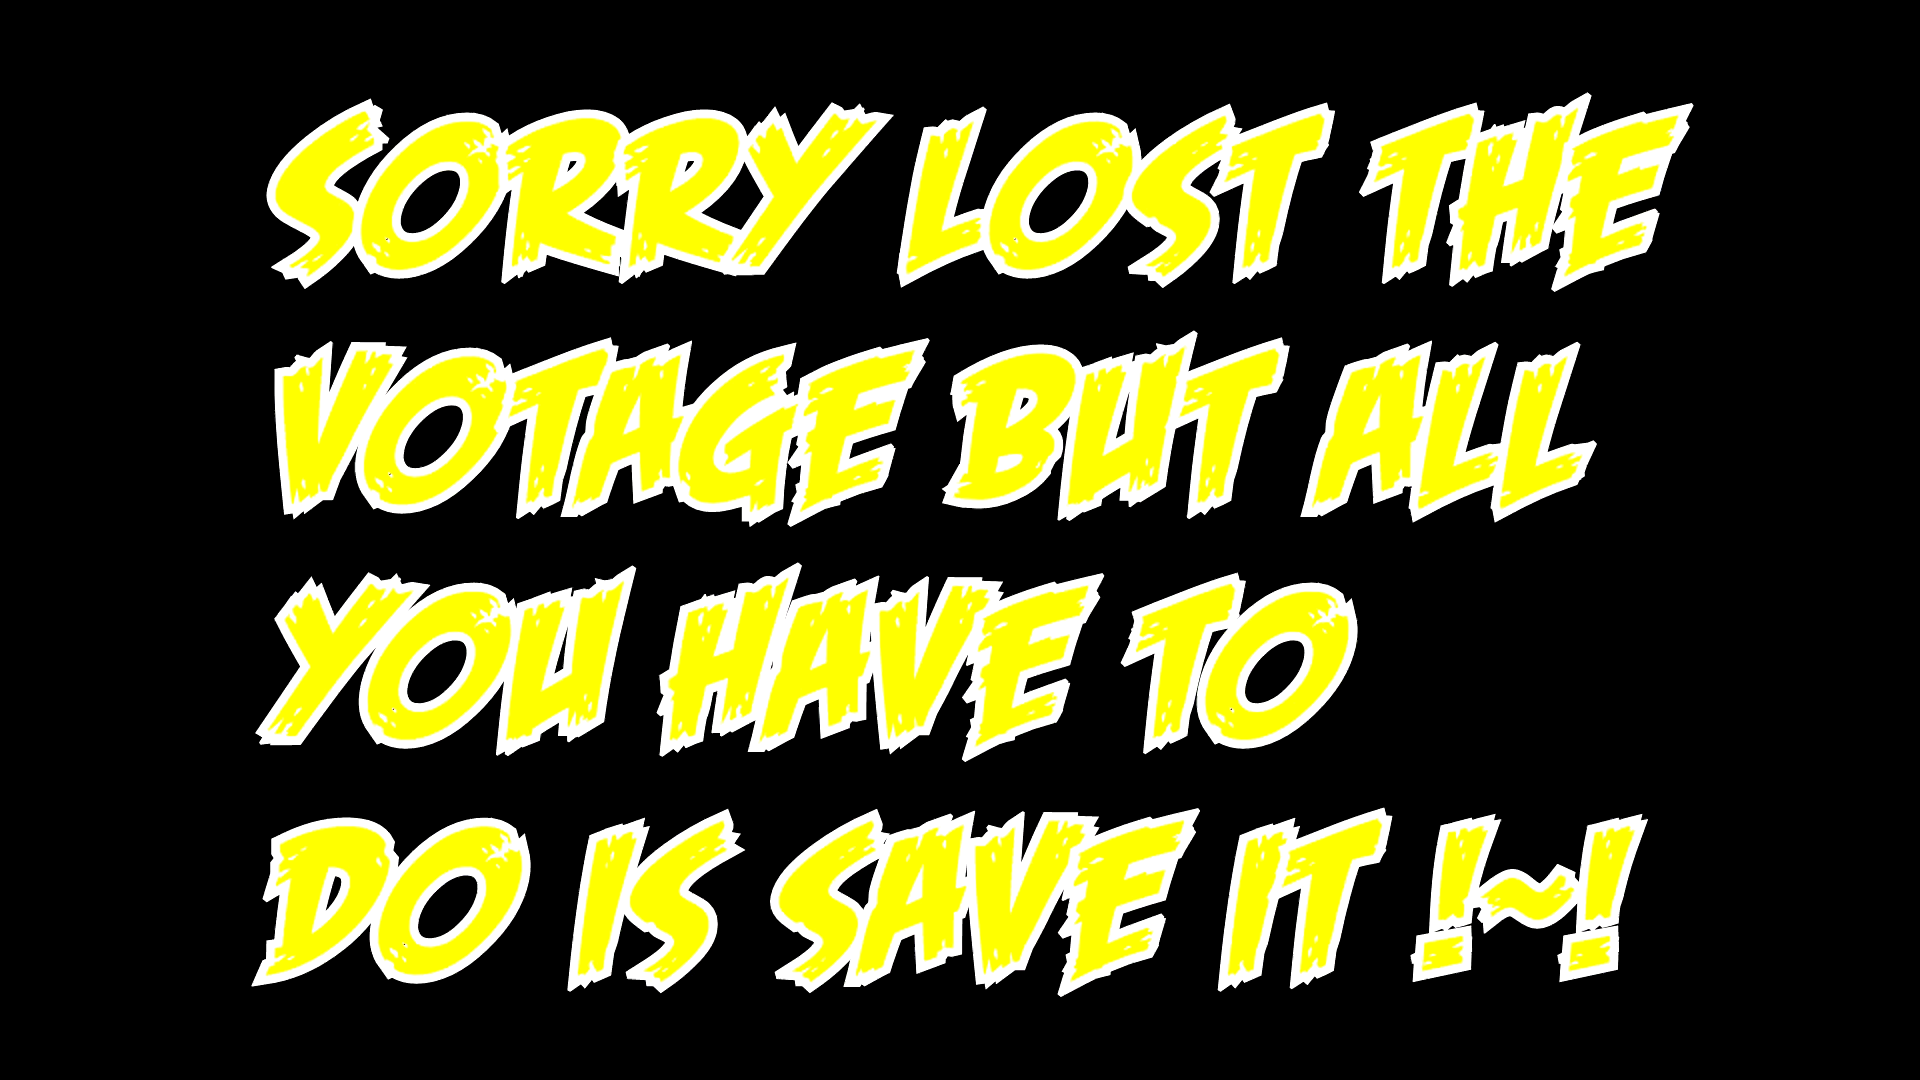 SORRY LOST THE
VOTAGE BUT ALL
YOU HAVE TO
DO IS SAVE IT !~!